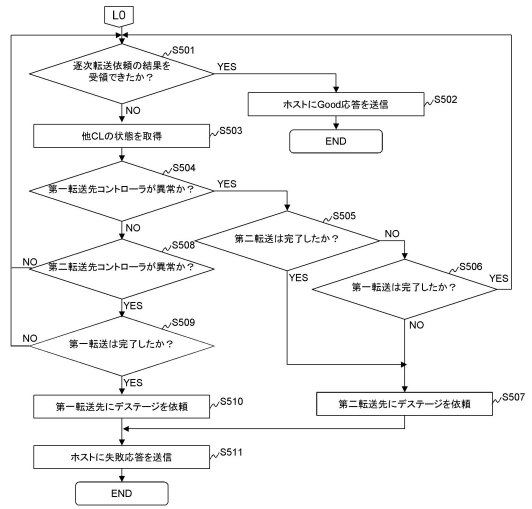 L0
逐次転送依頼の結果を
受領できたか？
S501
YES
NO
ホストにGood応答を送信
S502
END
他CLの状態を取得
S503
第一転送先コントローラが異常か？
S504
YES
NO
第二転送は完了したか？
S505
NO
YES
第一転送は完了したか？
S506
YES
NO
第二転送先コントローラが異常か？
S508
NO
YES
第一転送は完了したか？
S509
NO
YES
第一転送先にデステージを依頼
S510
第二転送先にデステージを依頼
S507
ホストに失敗応答を送信
S511
END